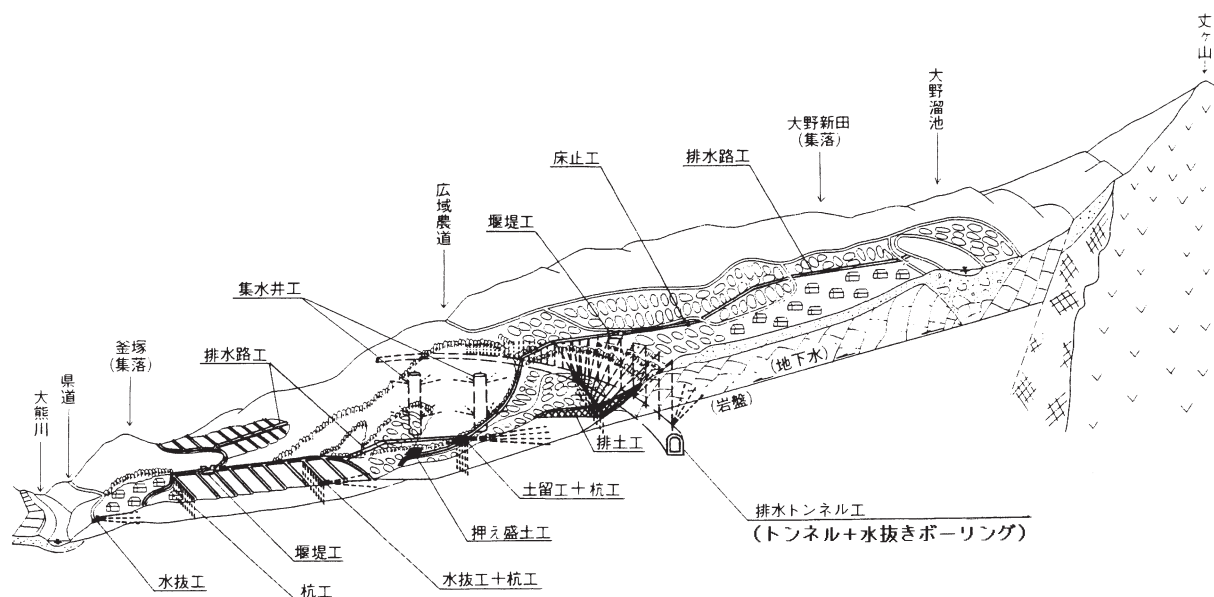 丈ヶ山
大野溜池
大野新田
(集落)
排水路工
床止工
堰堤工
広域農道
集水井工
釜塚
(集落)
排水路工
県道
大熊川
(地下水)
(岩盤)
排土工
土留工+杭工
排水トンネル工
(トンネル+水抜きボーリング)
押え盛土工
堰堤工
水抜工+杭工
水抜工
杭工